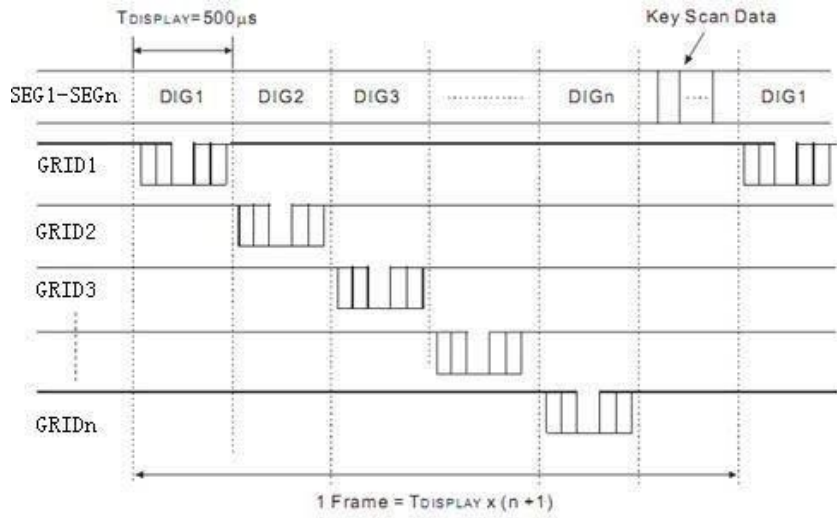 TDISPLAY=500μs
Key Scan Data
SEG1-SEGn DIG1 DIG2 DIG3 DIGn DIG1
GRID1
GRID2
GRID3
GRIDn
1 Frame = TDISPLAY x (n +1)